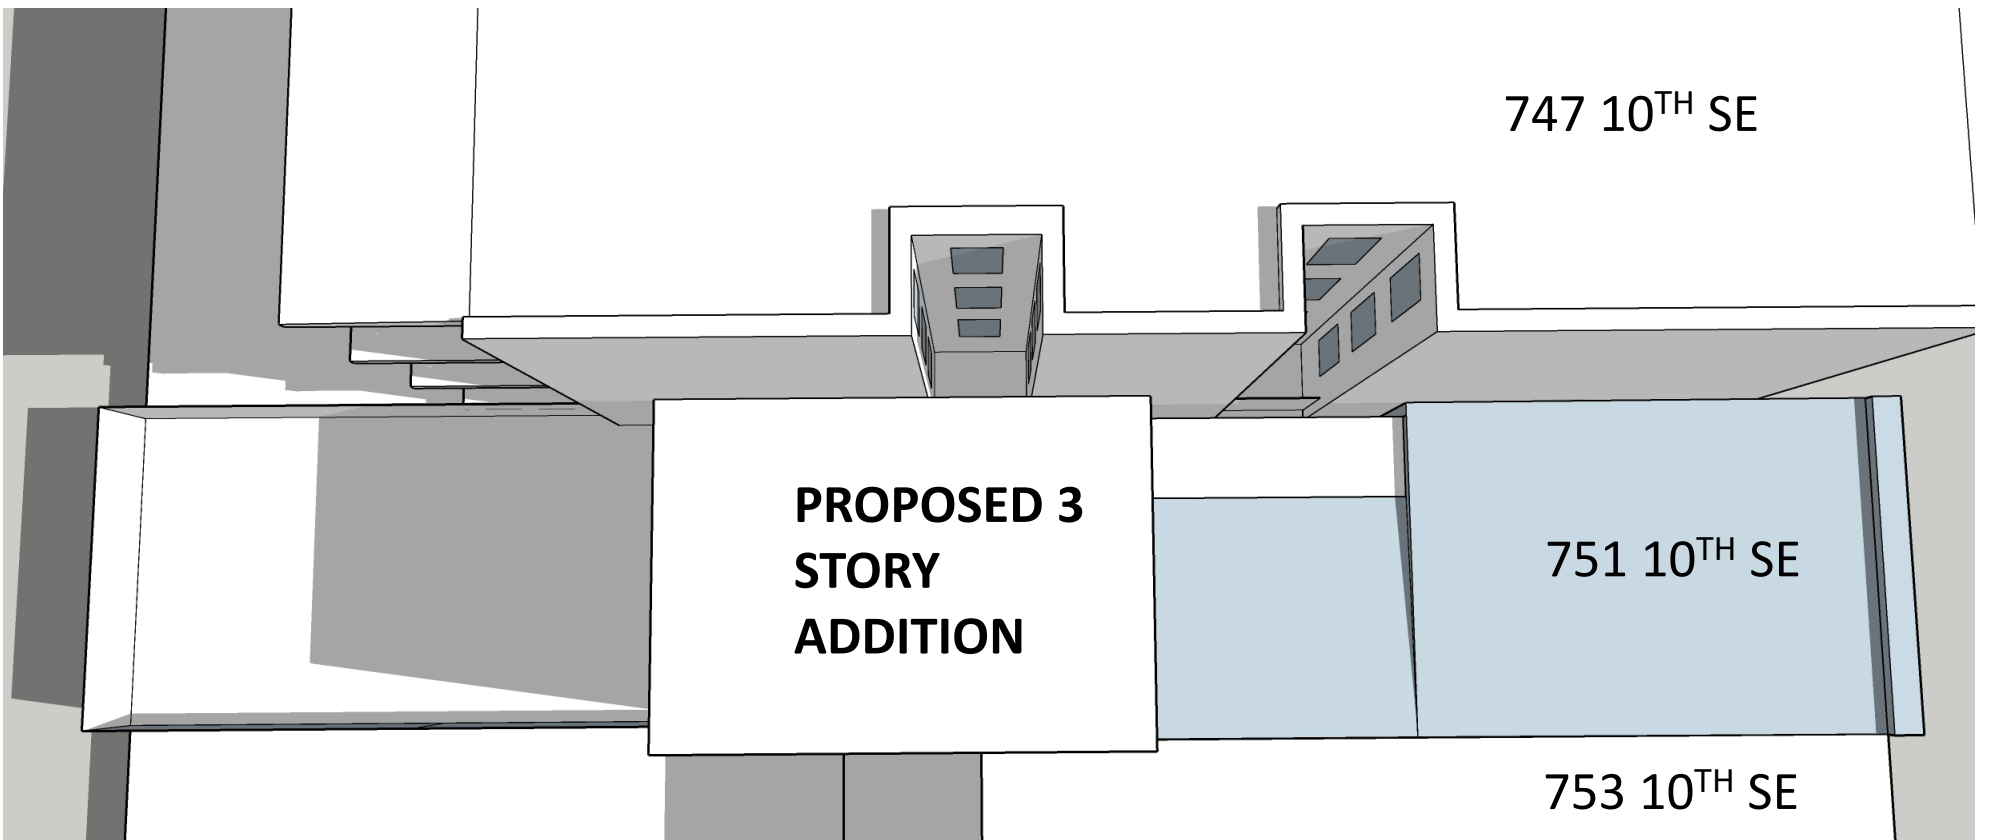 747 10TH SE
PROPOSED 3
STORY
ADDITION
751 10TH SE
753 10TH SE